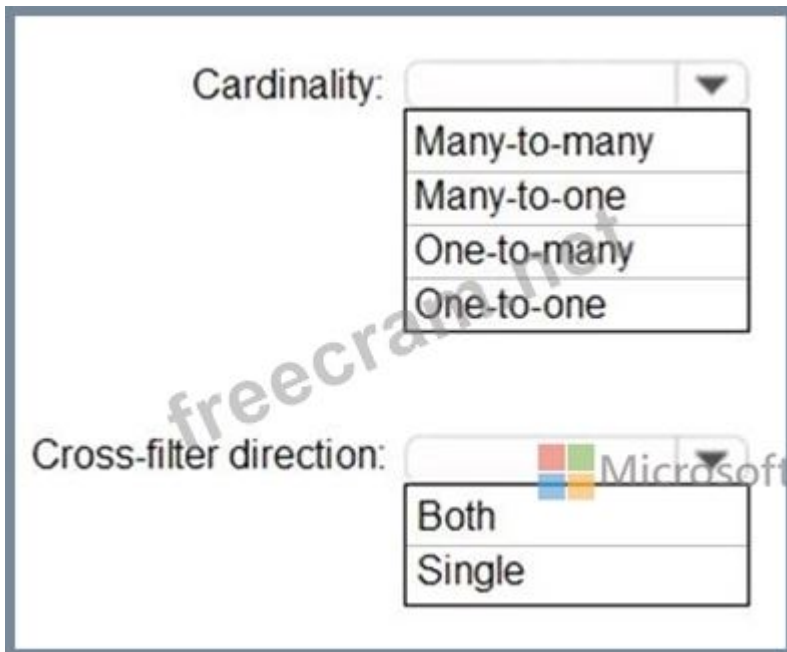 Cardinality:
Many-to-many
Many-to-one
One-to-many
One-to-one
freecram.net
Cross-filter direction:
Microsoft
Both
Single